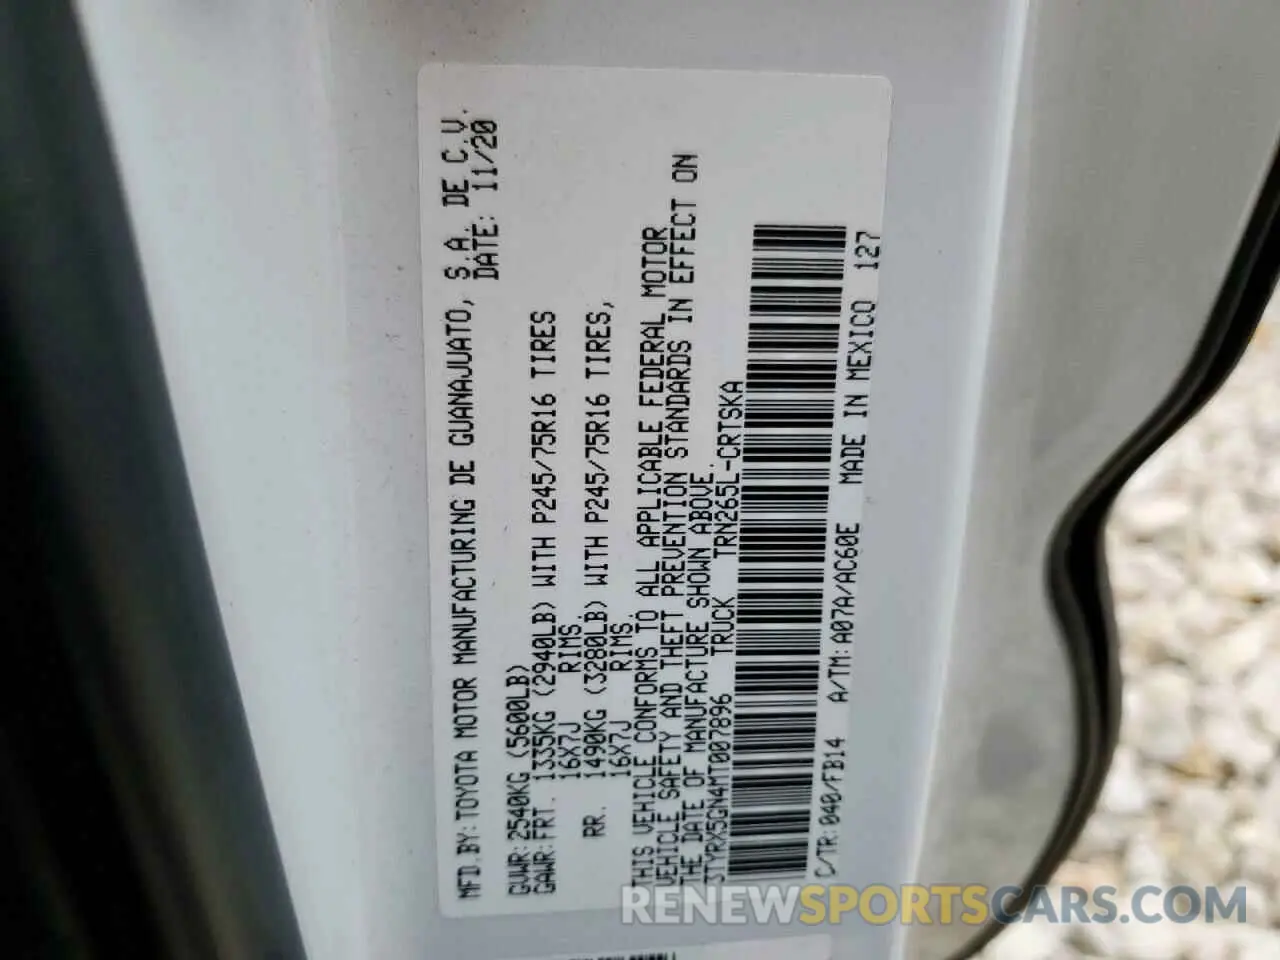 MFD.BY:TOYOTA MOTOR MANUFACTURING DE GUANAJUATO, S.A. DE C.V.
DATE: 11/20
GVWR:2540KG (5600LB)
GAWR:FRT. 1335KG (2940LB) WITH P245/75R16 TIRES
16X7J RIMS.
RR. 1490KG (3280LB) WITH P245/75R16 TIRES,
16X7J RIMS.
THIS VEHICLE CONFORMS TO ALL APPLICABLE FEDERAL MOTOR
VEHICLE SAFETY AND THEFT PREVENTION STANDARDS IN EFFECT ON
THE DATE OF MANUFACTURE SHOWN ABOVE.
3TYRX5GN4MT007896 TRUCK TRN265L-CRTSKA
C/TR:040/FB14 A/TM:A07A/AC60E MADE IN MEXICO 127
RENEWSPORTSCARS.COM